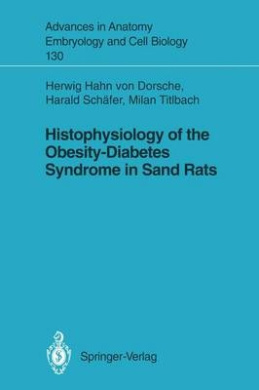 Advances in Anatomy
Embryology and Cell Biology
130
Herwig Hahn von Dorsche,
Harald Schäfer, Milan Titlbach
Histophysiology of the
Obesity-Diabetes
Syndrome in Sand Rats
Springer-Verlag